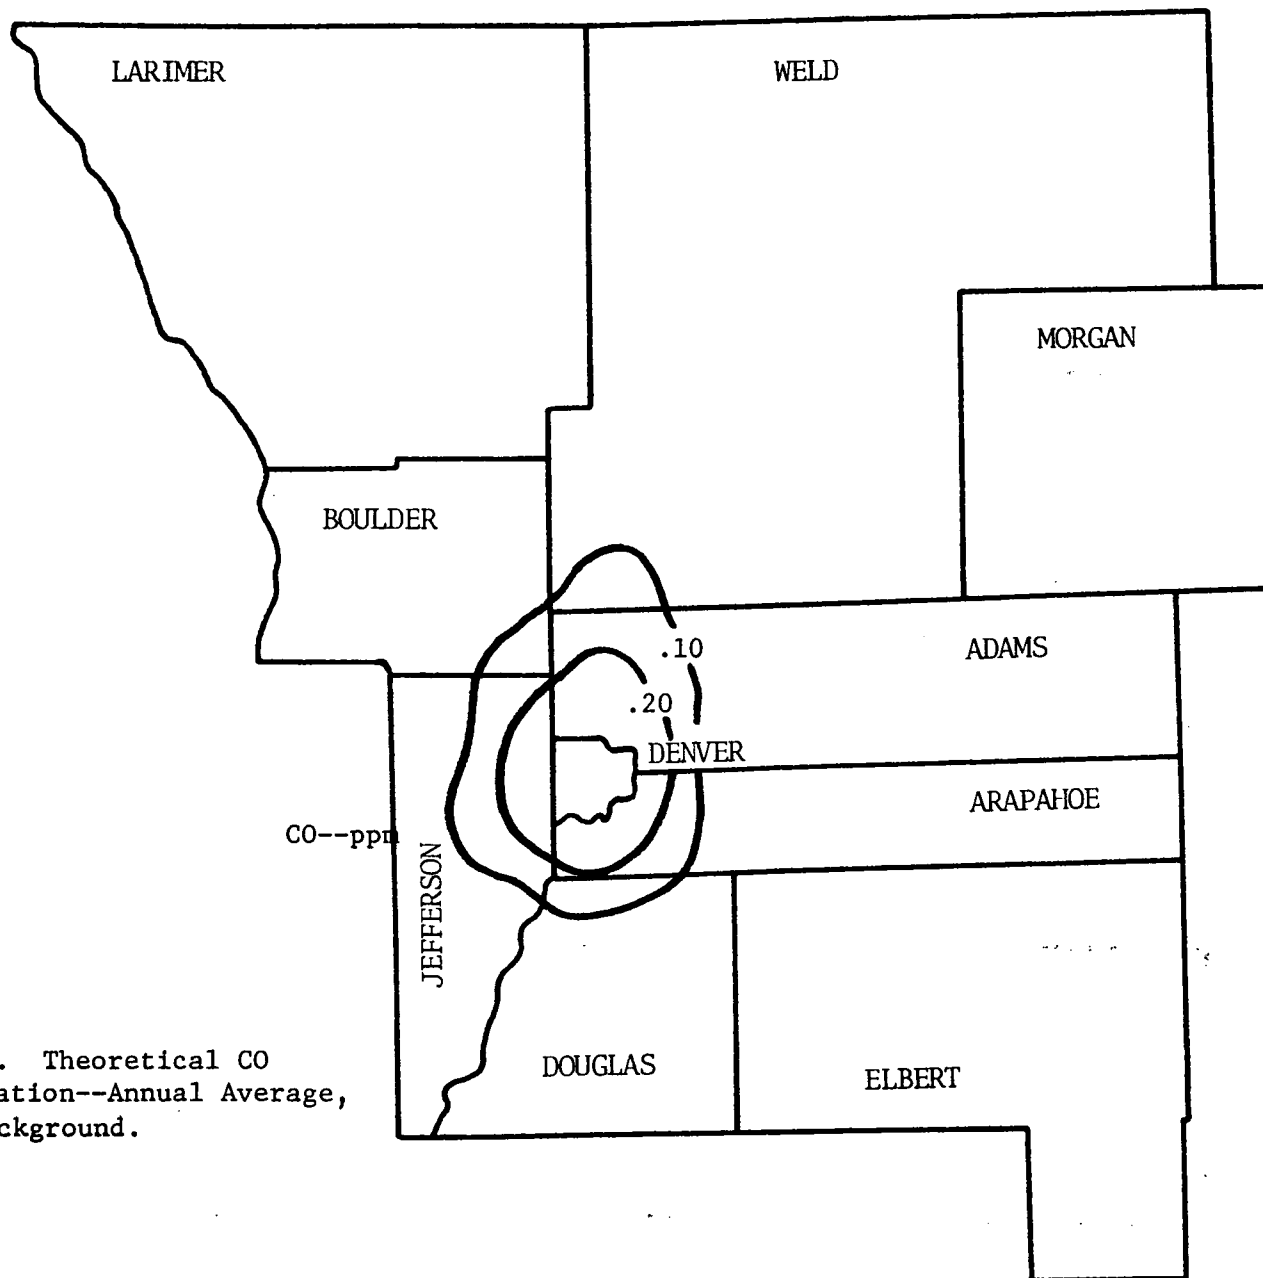 LARIMER
WELD
MORGAN
BOULDER
.10
ADAMS
.20
DENVER
ARAPAHOE
CO--ppm
JEFFERSON
. Theoretical CO
ation--Annual Average,
ckground.
DOUGLAS
ELBERT